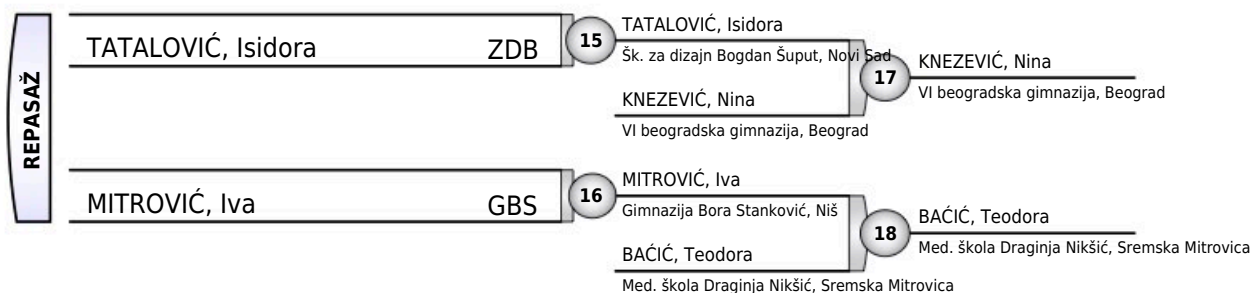 REPASAŽ
TATALOVIĆ, Isidora ZDB
15
TATALOVIĆ, Isidora
Šk. za dizajn Bogdan Šuput, Novi Sad
KNEZEVIĆ, Nina
VI beogradska gimnazija, Beograd
17
KNEZEVIĆ, Nina
VI beogradska gimnazija, Beograd
MITROVIĆ, Iva GBS
16
MITROVIĆ, Iva
Gimnazija Bora Stanković, Niš
BAĆIĆ, Teodora
Med. škola Draginja Nikšić, Sremska Mitrovica
18
BAĆIĆ, Teodora
Med. škola Draginja Nikšić, Sremska Mitrovica